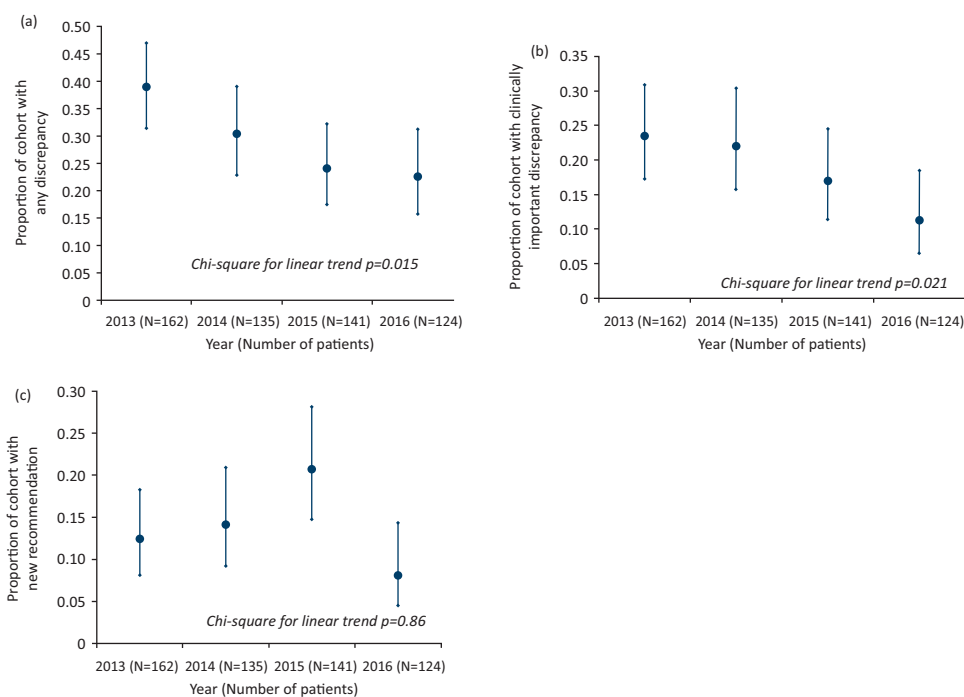 (a)
Proportion of cohort with
any discrepancy
0.50
0.45
0.40
0.35
0.30
0.25
0.20
0.15
0.10
0.05
0
Chi-square for linear trend p=0.015
2013 (N=162) 2014 (N=135) 2015 (N=141) 2016 (N=124)
Year (Number of patients)
(b)
Proportion of cohort with clinically
important discrepancy
0.35
0.30
0.25
0.20
0.15
0.10
0.05
0
Chi-square for linear trend p=0.021
2013 (N=162) 2014 (N=135) 2015 (N=141) 2016 (N=124)
Year (Number of patients)
(c)
Proportion of cohort with
new recommendation
0.30
0.25
0.20
0.15
0.10
0.05
0
Chi-square for linear trend p=0.86
2013 (N=162) 2014 (N=135) 2015 (N=141) 2016 (N=124)
Year (Number of patients)